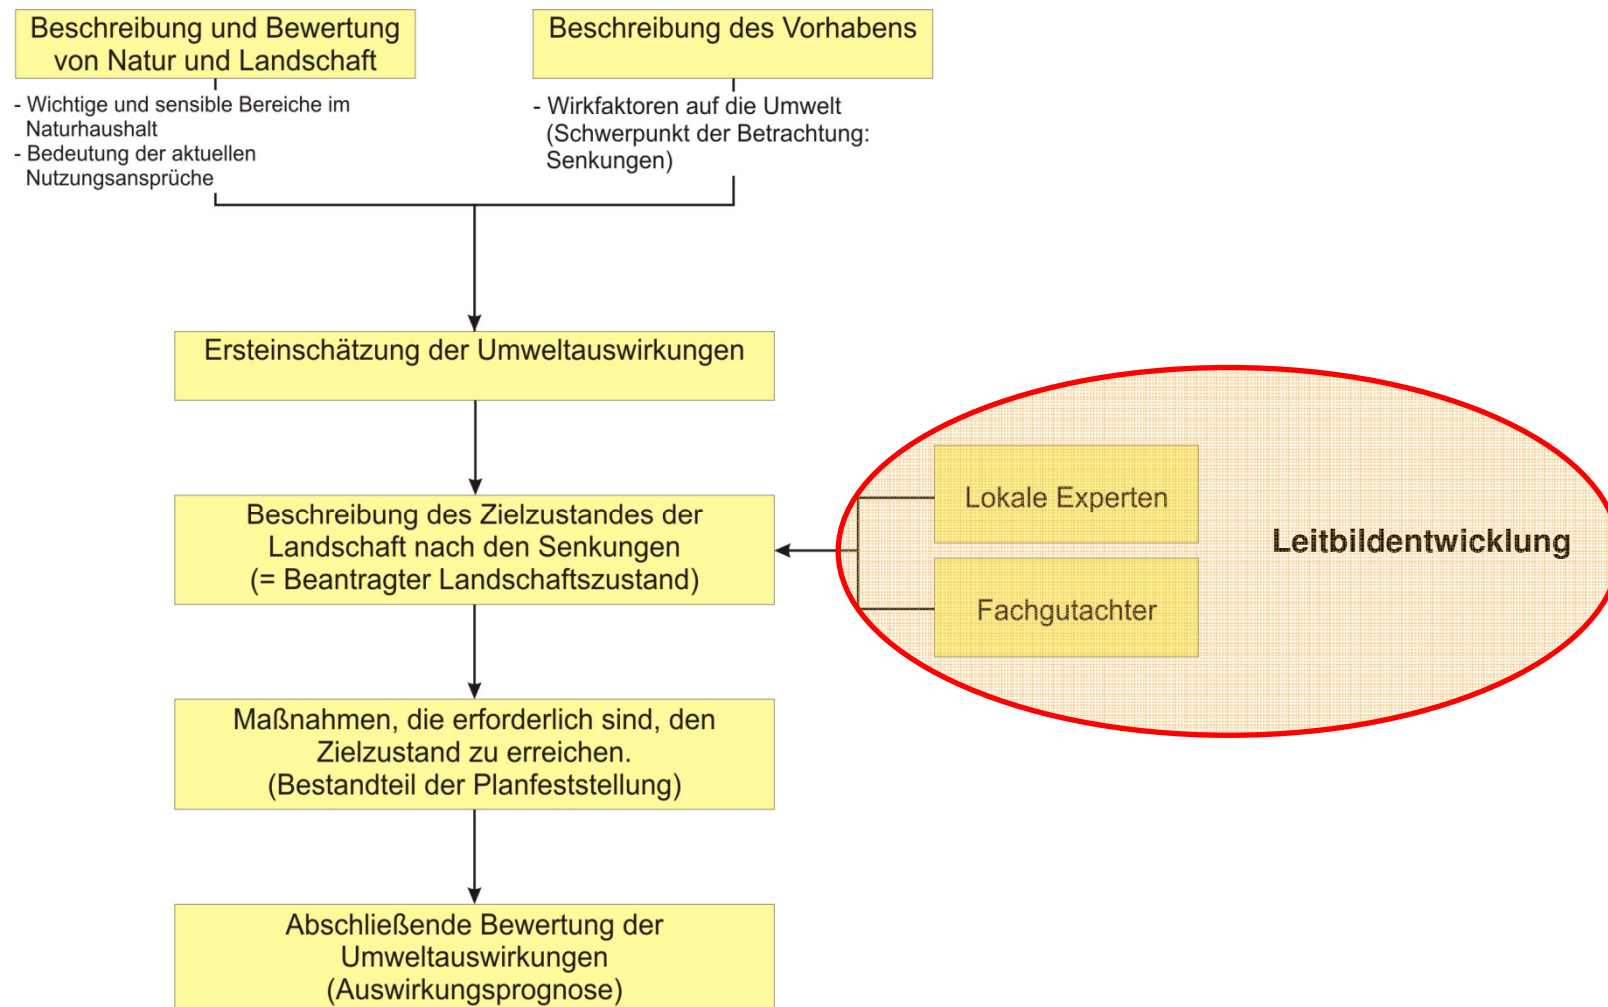 Beschreibung und Bewertung
von Natur und Landschaft
- Wichtige und sensible Bereiche im
Naturhaushalt
- Bedeutung der aktuellen
Nutzungsansprüche
Beschreibung des Vorhabens
- Wirkfaktoren auf die Umwelt
(Schwerpunkt der Betrachtung:
Senkungen)
Ersteinschätzung der Umweltauswirkungen
Beschreibung des Zielzustandes der
Landschaft nach den Senkungen
(= Beantragter Landschaftszustand)
Lokale Experten
Fachgutachter
Leitbildentwicklung
Maßnahmen, die erforderlich sind, den
Zielzustand zu erreichen.
(Bestandteil der Planfeststellung)
Abschließende Bewertung der
Umweltauswirkungen
(Auswirkungsprognose)